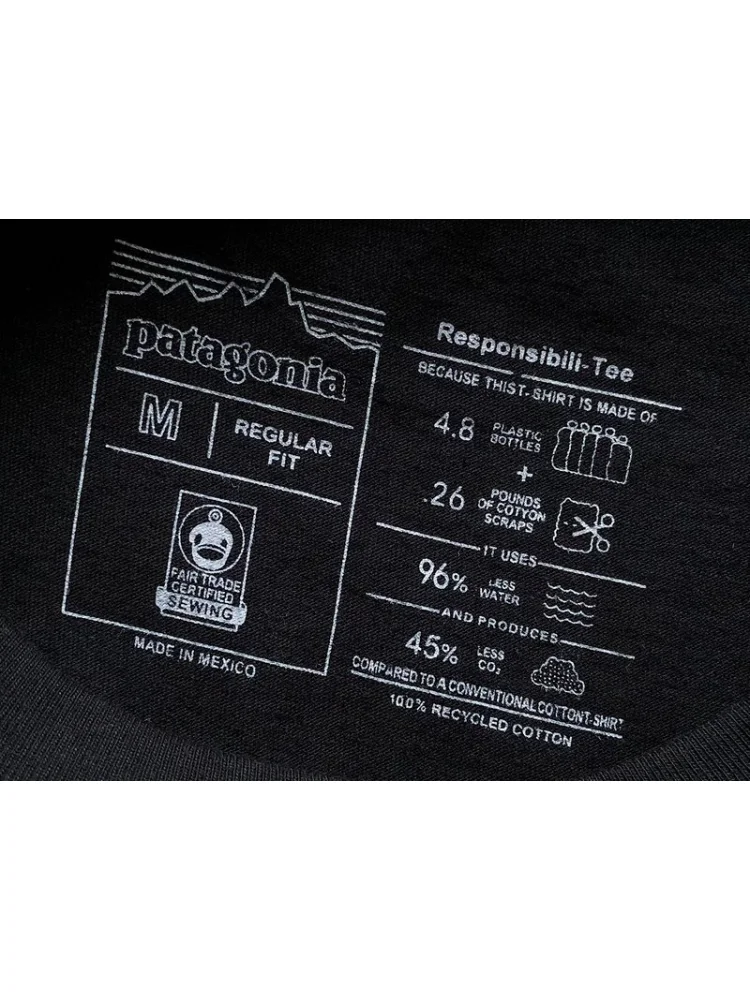 patagonia
M
REGULAR
FIT
FAIR TRADE
CERTIFIED
SEWING
MADE IN MEXICO
Responsibili-Tee
BECAUSE THIST-SHIRT IS MADE OF
4.8 PLASTIC
BOTTLES
+
.26 POUNDS
OF COTYON
SCRAPS
IT USES
96% LESS
WATER
AND PRODUCES
45% LESS
CO₂
COMPARED TO A CONVENTIONAL COTTONT-SHIRT
100% RECYCLED COTTON